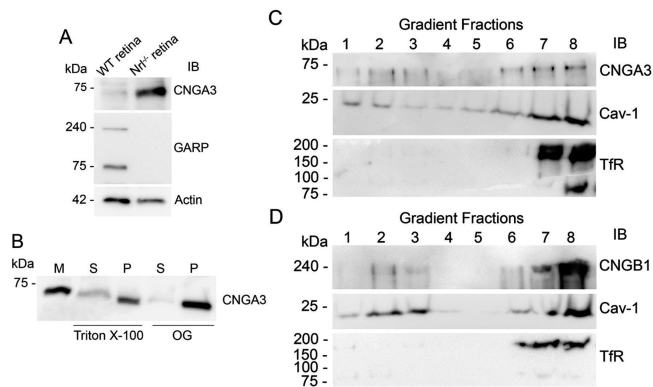 A
WT retina Nrl-/- retina
kDa IB
75 - CNGA3
240 -
GARP
75 -
42 - Actin
B
kDa M S P S P
75 -
CNGA3
Triton X-100 OG
C
Gradient Fractions
kDa 1 2 3 4 5 6 7 8 IB
75 - CNGA3
25 - Cav-1
200 -
150 - TfR
100 -
75 -
D
Gradient Fractions
kDa 1 2 3 4 5 6 7 8 IB
240 - CNGB1
25 - Cav-1
200 -
150 - TfR
100 -
75 -